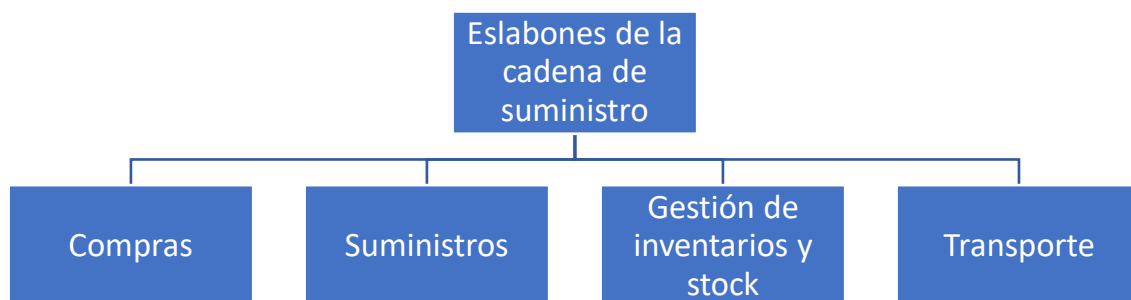 Eslabones de la
cadena de
suministro
Compras
Suministros
Gestión de
inventarios y
stock
Transporte